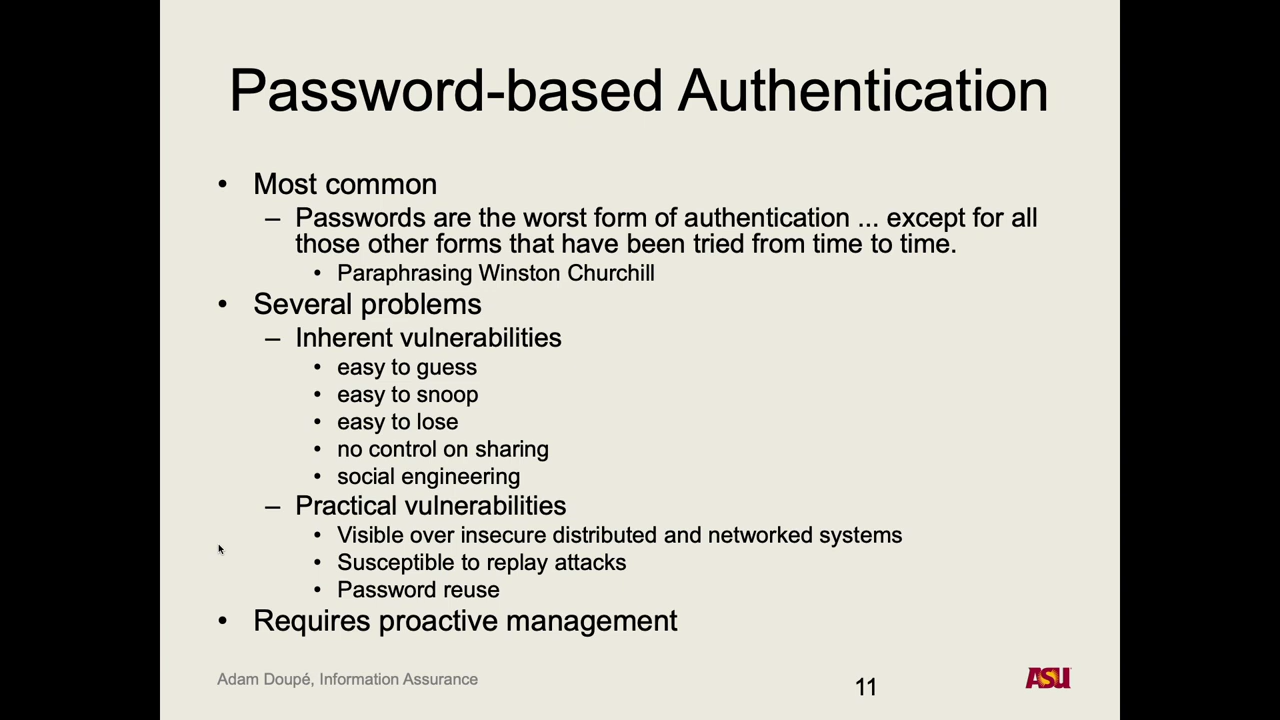 Password-based Authentication
• Most common
– Passwords are the worst form of authentication ... except for all
those other forms that have been tried from time to time.
• Paraphrasing Winston Churchill
• Several problems
– Inherent vulnerabilities
• easy to guess
• easy to snoop
• easy to lose
• no control on sharing
• social engineering
– Practical vulnerabilities
• Visible over insecure distributed and networked systems
• Susceptible to replay attacks
• Password reuse
• Requires proactive management
Adam Doupé, Information Assurance
11
ASU